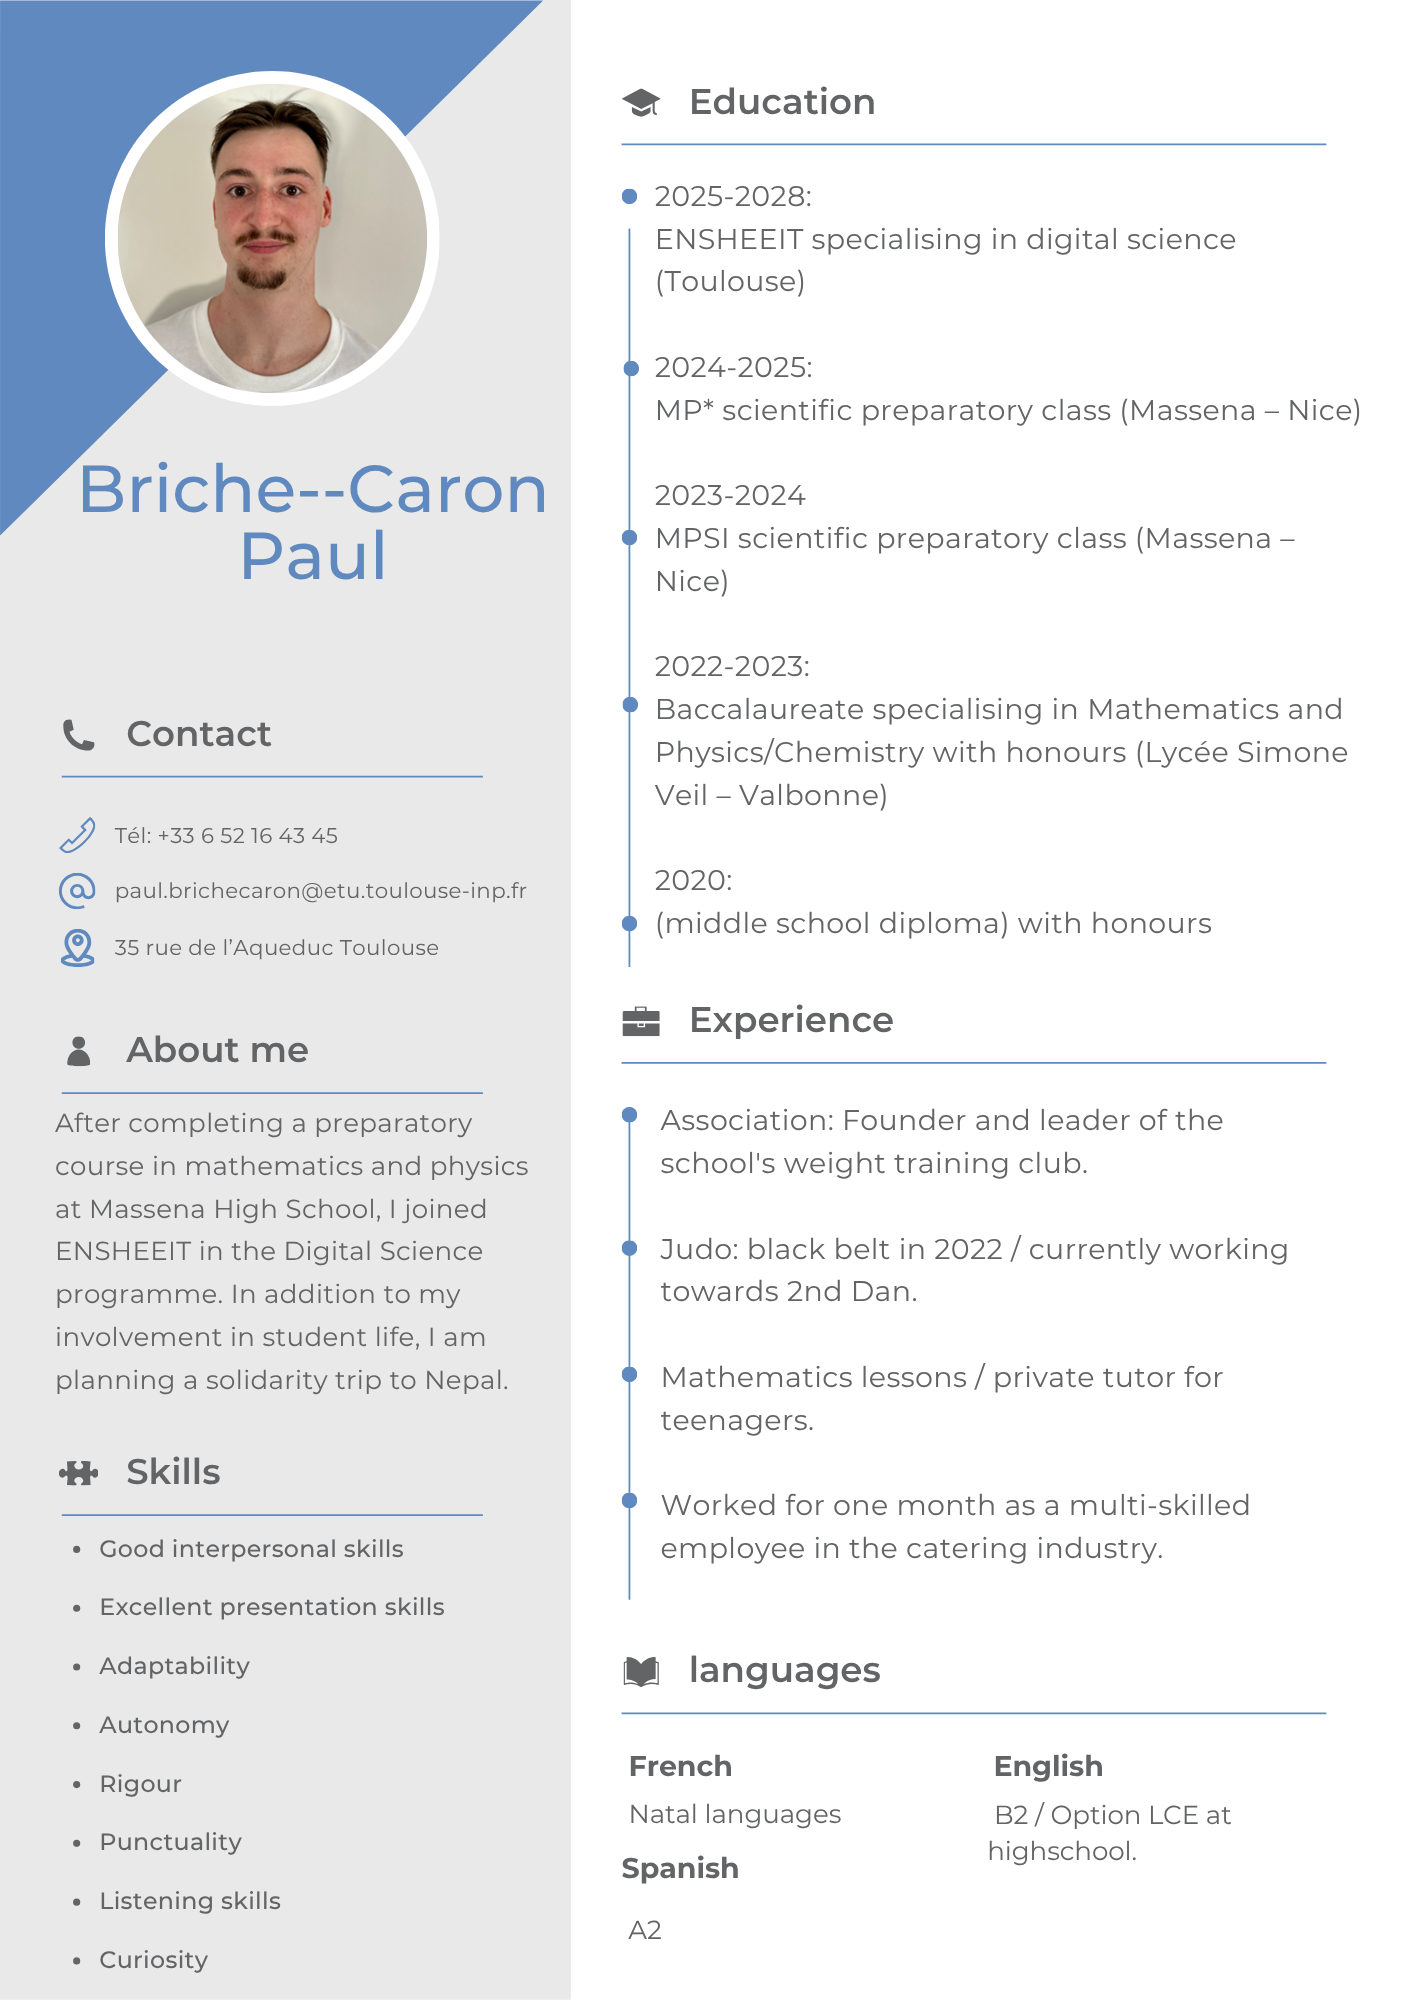 Briche--Caron
Paul
Contact
Tél: +33 6 52 16 43 45
paul.brichecaron@etu.toulouse-inp.fr
35 rue de l’Aqueduc Toulouse
About me
After completing a preparatory
course in mathematics and physics
at Massena High School, I joined
ENSHEEIT in the Digital Science
programme. In addition to my
involvement in student life, I am
planning a solidarity trip to Nepal.
Skills
• Good interpersonal skills
• Excellent presentation skills
• Adaptability
• Autonomy
• Rigour
• Punctuality
• Listening skills
• Curiosity
Education
2025-2028:
ENSHEEIT specialising in digital science
(Toulouse)
2024-2025:
MP* scientific preparatory class (Massena – Nice)
2023-2024
MPSI scientific preparatory class (Massena –
Nice)
2022-2023:
Baccalaureate specialising in Mathematics and
Physics/Chemistry with honours (Lycée Simone
Veil – Valbonne)
2020:
(middle school diploma) with honours
Experience
Association: Founder and leader of the
school's weight training club.
Judo: black belt in 2022 / currently working
towards 2nd Dan.
Mathematics lessons / private tutor for
teenagers.
Worked for one month as a multi-skilled
employee in the catering industry.
languages
French
Natal languages
English
B2 / Option LCE at
highschool.
Spanish
A2